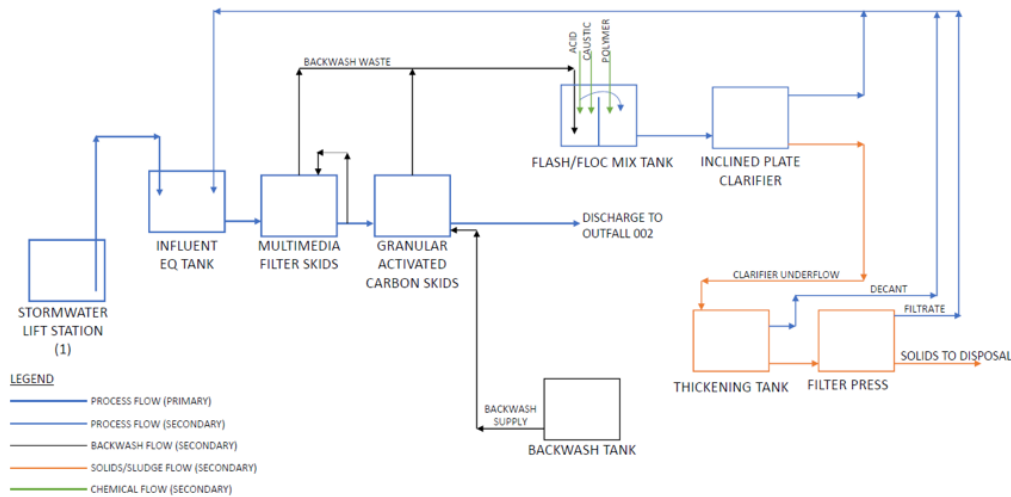 ACID
CAUSTIC
POLYMER
BACKWASH WASTE
FLASH/FLOC MIX TANK
INCLINED PLATE
CLARIFIER
INFLUENT
EQ TANK
MULTIMEDIA
FILTER SKIDS
GRANULAR
ACTIVATED
CARBON SKIDS
DISCHARGE TO
OUTFALL 002
STORMWATER
LIFT STATION
(1)
CLARIFIER UNDERFLOW
DECANT
FILTRATE
SOLIDS TO DISPOSAL
THICKENING TANK
FILTER PRESS
BACKWASH
SUPPLY
BACKWASH TANK
LEGEND
PROCESS FLOW (PRIMARY)
PROCESS FLOW (SECONDARY)
BACKWASH FLOW (SECONDARY)
SOLIDS/SLUDGE FLOW (SECONDARY)
CHEMICAL FLOW (SECONDARY)